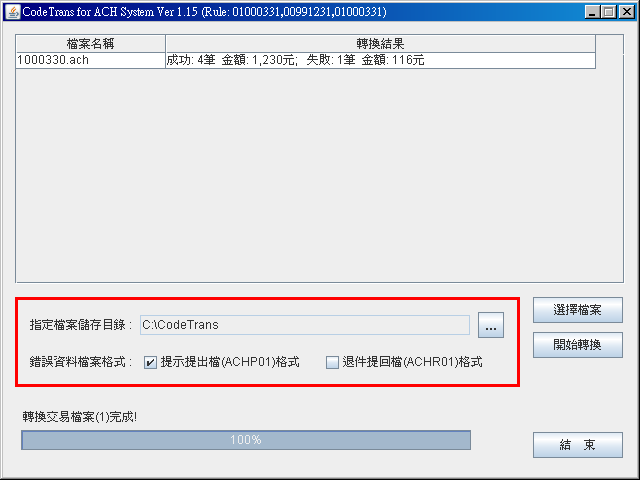 CodeTrans for ACH System Ver 1.15 (Rule: 01000331,00991231,01000331)
檔案名稱 轉換結果
1000330.ach 成功: 4筆 金額: 1,230元; 失敗: 1筆 金額: 116元
選擇檔案
指定檔案儲存目錄 : C:\CodeTrans ...
開始轉換
錯誤資料檔案格式 : 提示提出檔(ACHP01)格式 退件提回檔(ACHR01)格式
轉換交易檔案(1)完成!
100%
結 束